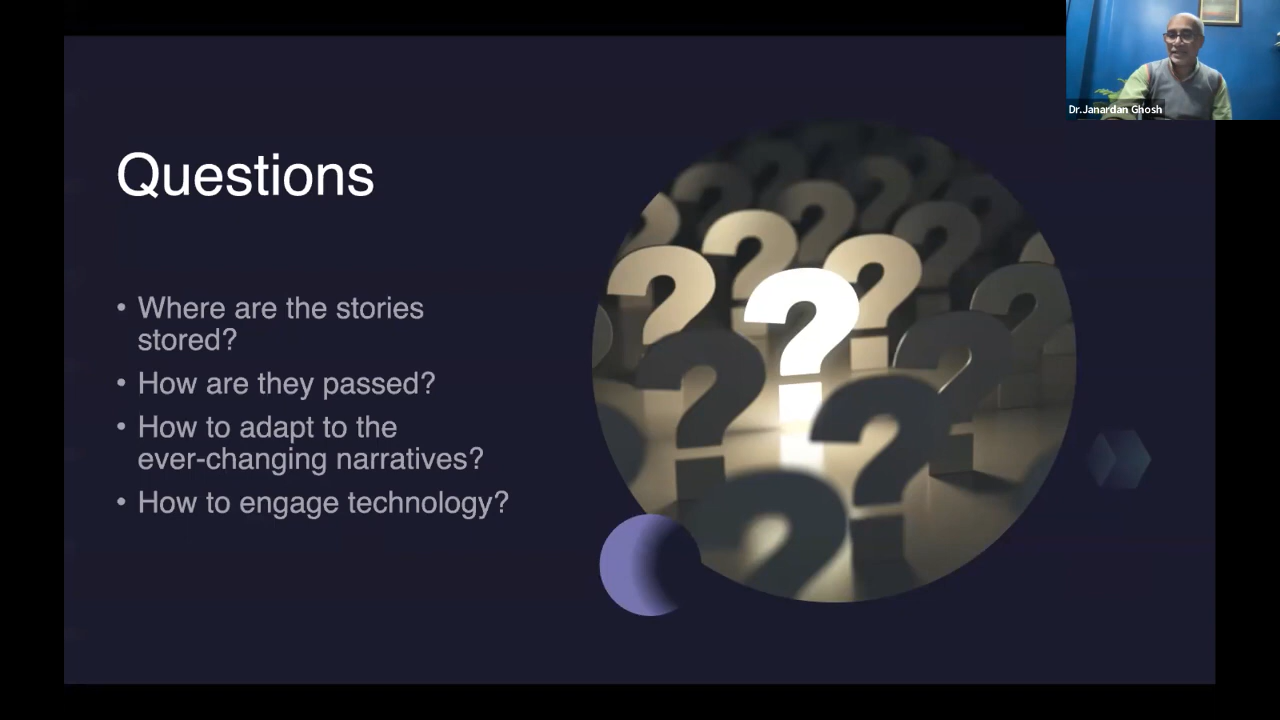 Dr.Janardan Ghosh
Questions
• Where are the stories
stored?
• How are they passed?
• How to adapt to the
ever-changing narratives?
• How to engage technology?